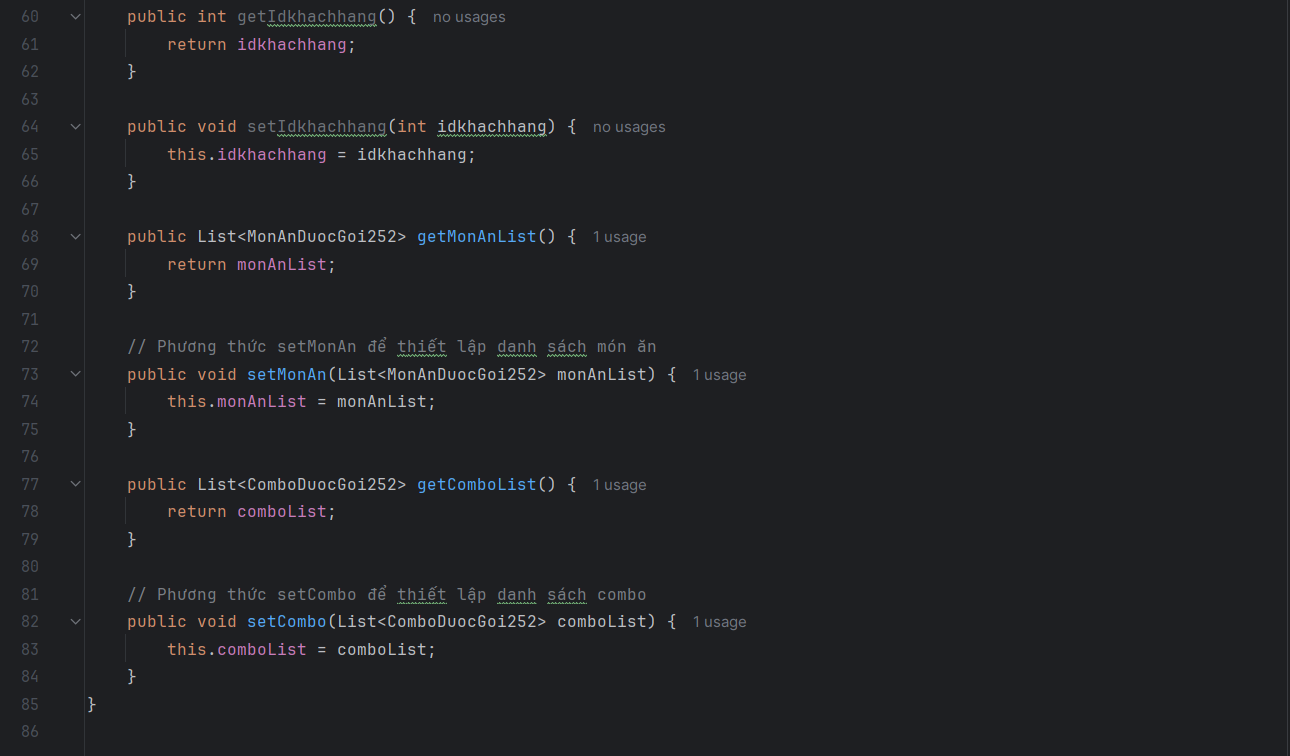 60 public int getIdkhachhang() { no usages
61 return idkhachhang;
62 }
63
64 public void setIdkhachhang(int idkhachhang) { no usages
65 this.idkhachhang = idkhachhang;
66 }
67
68 public List<MonAnDuocGoi252> getMonAnList() { 1 usage
69 return monAnList;
70 }
71
72 // Phương thức setMonAn để thiết lập danh sách món ăn
73 public void setMonAn(List<MonAnDuocGoi252> monAnList) { 1 usage
74 this.monAnList = monAnList;
75 }
76
77 public List<ComboDuocGoi252> getComboList() { 1 usage
78 return comboList;
79 }
80
81 // Phương thức setCombo để thiết lập danh sách combo
82 public void setCombo(List<ComboDuocGoi252> comboList) { 1 usage
83 this.comboList = comboList;
84 }
85 }
86